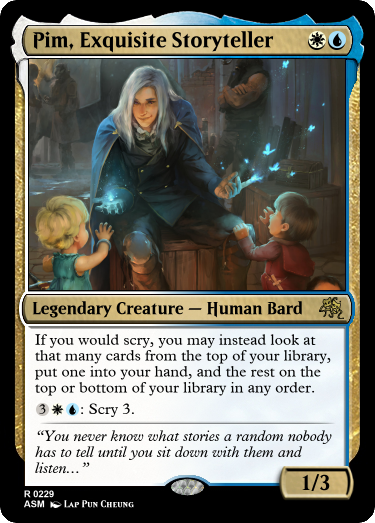 Pim, Exquisite Storyteller
Legendary Creature — Human Bard
If you would scry, you may instead look at
that many cards from the top of your library,
put one into your hand, and the rest on the
top or bottom of your library in any order.
3: Scry 3.
“You never know what stories a random nobody
has to tell until you sit down with them and
listen…”
1/3
R 0229
ASM Lap Pun Cheung